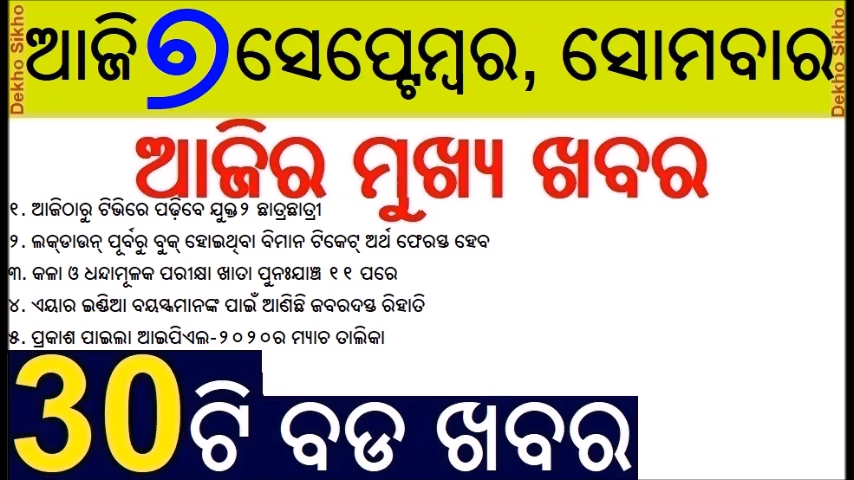 Dekho Sikho
ଆଜି ୭ ସେପ୍ଟେମ୍ବର, ସୋମବାର
Dekho Sikho
ଆଜିର ମୁଖ୍ୟ ଖବର
୧. ଆଜିଠାରୁ ଟିଭିରେ ପଢ଼ିବେ ଯୁକ୍ତ୨ ଛାତ୍ରଛାତ୍ରୀ
୨. ଲକ୍‌ଡାଉନ୍ ପୂର୍ବରୁ ବୁକ୍ ହୋଇଥିବା ବିମାନ ଟିକେଟ୍ ଅର୍ଥ ଫେରସ୍ତ ହେବ
୩. କଳା ଓ ଧନ୍ଦାମୂଳକ ପରୀକ୍ଷା ଖାତା ପୁନଃଯାଞ୍ଚ ୧୧ ପରେ
୪. ଏୟାର ଇଣ୍ଡିଆ ବୟସ୍କମାନଙ୍କ ପାଇଁ ଆଣିଛି ଜବରଦସ୍ତ ରିହାତି
୫. ପ୍ରକାଶ ପାଇଲା ଆଇପିଏଲ-୨୦୨୦ର ମ୍ୟାଚ ତାଲିକା
30ଟି ବଡ ଖବର